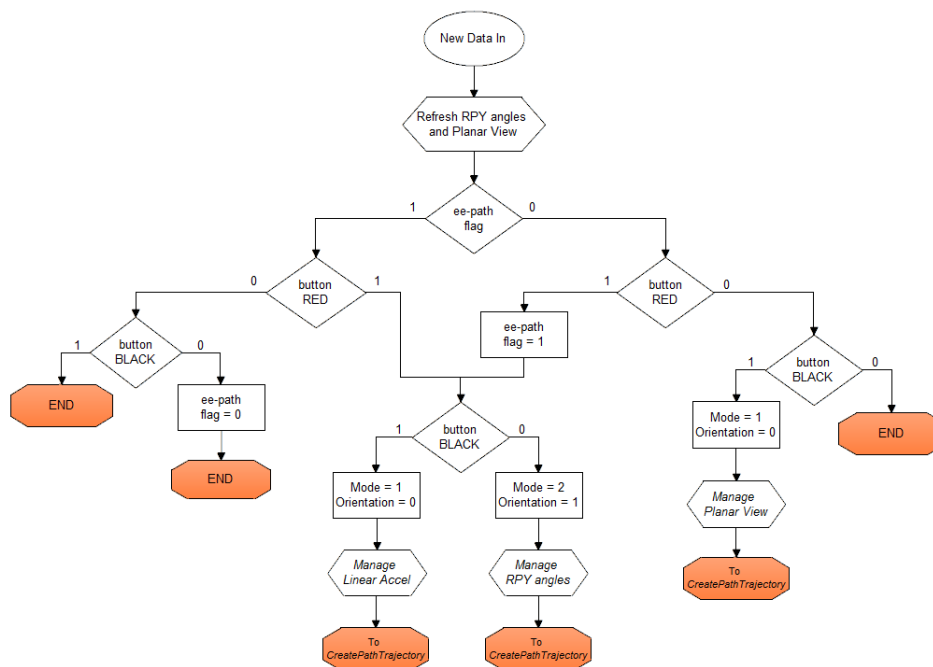 New Data In
Refresh RPY angles
and Planar View
1
ee-path
flag
0
0
button
RED
1
1
button
RED
0
ee-path
flag = 1
1
button
BLACK
0
1
button
BLACK
0
END
ee-path
flag = 0
Mode = 1
Orientation = 0
END
1
button
BLACK
0
END
Mode = 1
Orientation = 0
Mode = 2
Orientation = 1
Manage
Planar View
Manage
Linear Accel
Manage
RPY angles
To
CreatePathTrajectory
To
CreatePathTrajectory
To
CreatePathTrajectory